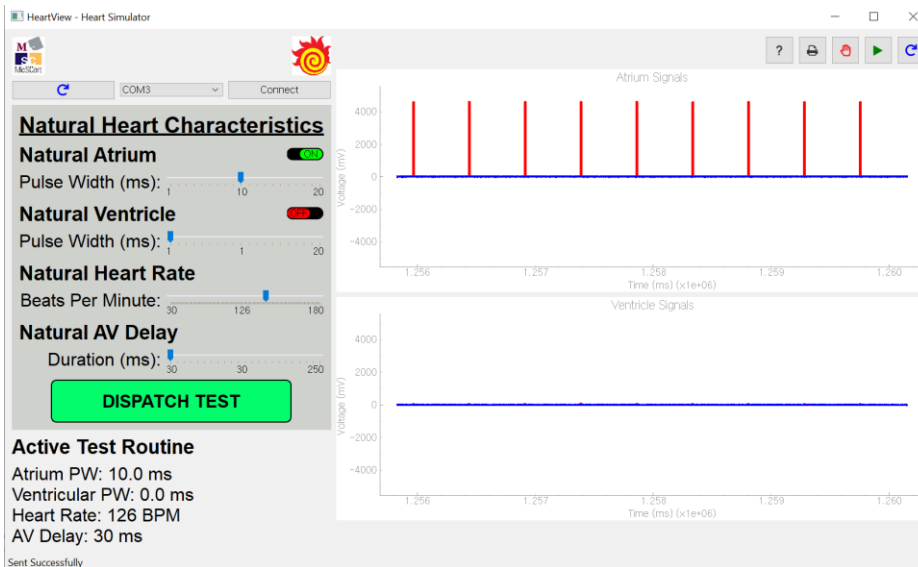 HeartView - Heart Simulator
M
SC
MicSCart
?
COM3
Connect
Natural Heart Characteristics
Natural Atrium
ON
Pulse Width (ms):
1
10
20
Natural Ventricle
OFF
Pulse Width (ms):
1
1
20
Natural Heart Rate
Beats Per Minute:
30
126
180
Natural AV Delay
Duration (ms):
30
30
250
DISPATCH TEST
Active Test Routine
Atrium PW: 10.0 ms
Ventricular PW: 0.0 ms
Heart Rate: 126 BPM
AV Delay: 30 ms
Sent Successfully
Atrium Signals
Voltage (mV)
4000
2000
0
−2000
−4000
1.256
1.257
1.258
1.259
1.260
Time (ms) (x1e+06)
Ventricle Signals
Voltage (mV)
4000
2000
0
−2000
−4000
1.256
1.257
1.258
1.259
1.260
Time (ms) (x1e+06)